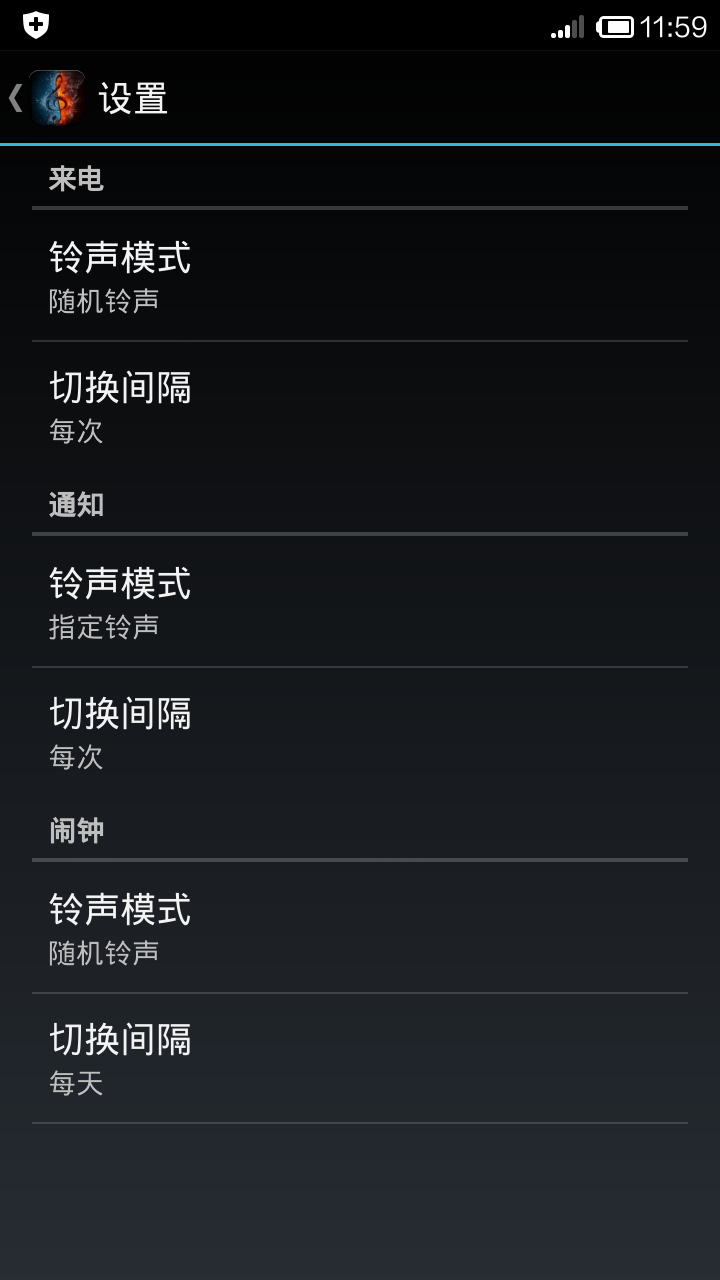 11:59
设置
来电
铃声模式
随机铃声
切换间隔
每次
通知
铃声模式
指定铃声
切换间隔
每次
闹钟
铃声模式
随机铃声
切换间隔
每天